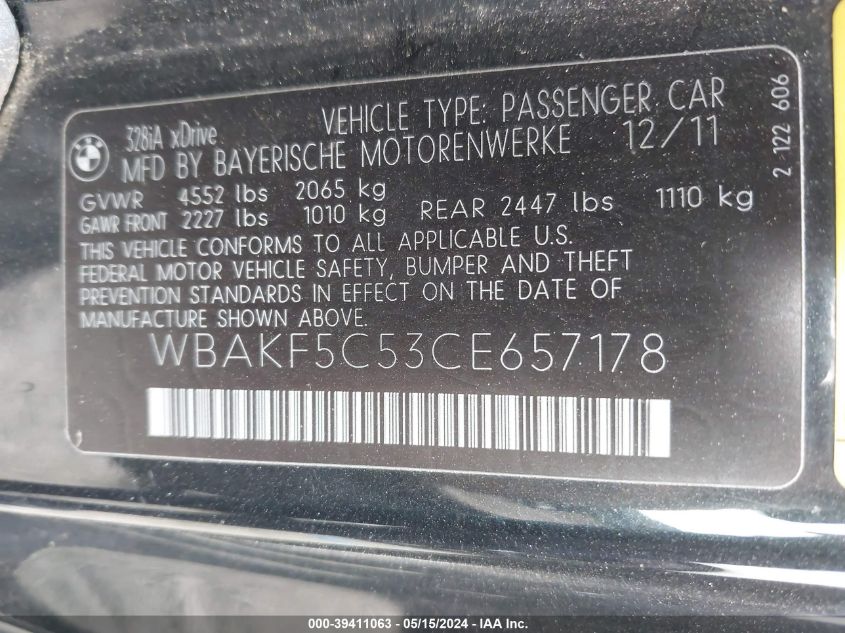 BMW
328iA xDrive VEHICLE TYPE: PASSENGER CAR
MFD BY BAYERISCHE MOTORENWERKE 12/11
GVWR 4552 lbs 2065 kg
GAWR FRONT 2227 lbs 1010 kg REAR 2447 lbs 1110 kg
THIS VEHICLE CONFORMS TO ALL APPLICABLE U.S.
FEDERAL MOTOR VEHICLE SAFETY, BUMPER AND THEFT
PREVENTION STANDARDS IN EFFECT ON THE DATE OF
MANUFACTURE SHOWN ABOVE.
WBAKF5C53CE657178
2 122 606
000-39411063 - 05/15/2024 - IAA Inc.